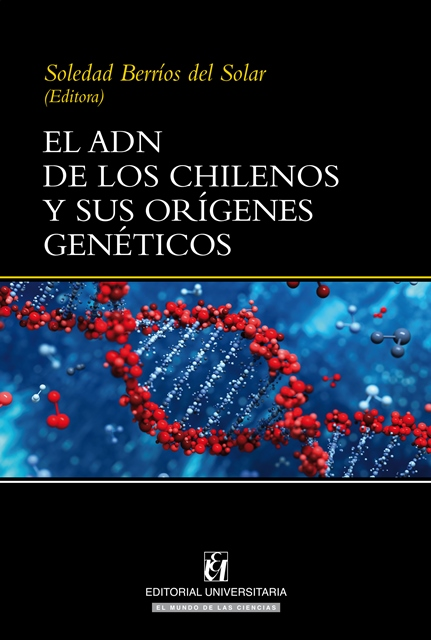 Soledad Berríos del Solar
(Editora)
EL ADN
DE LOS CHILENOS
Y SUS ORÍGENES
GENÉTICOS
EDITORIAL UNIVERSITARIA
EL MUNDO DE LAS CIENCIAS